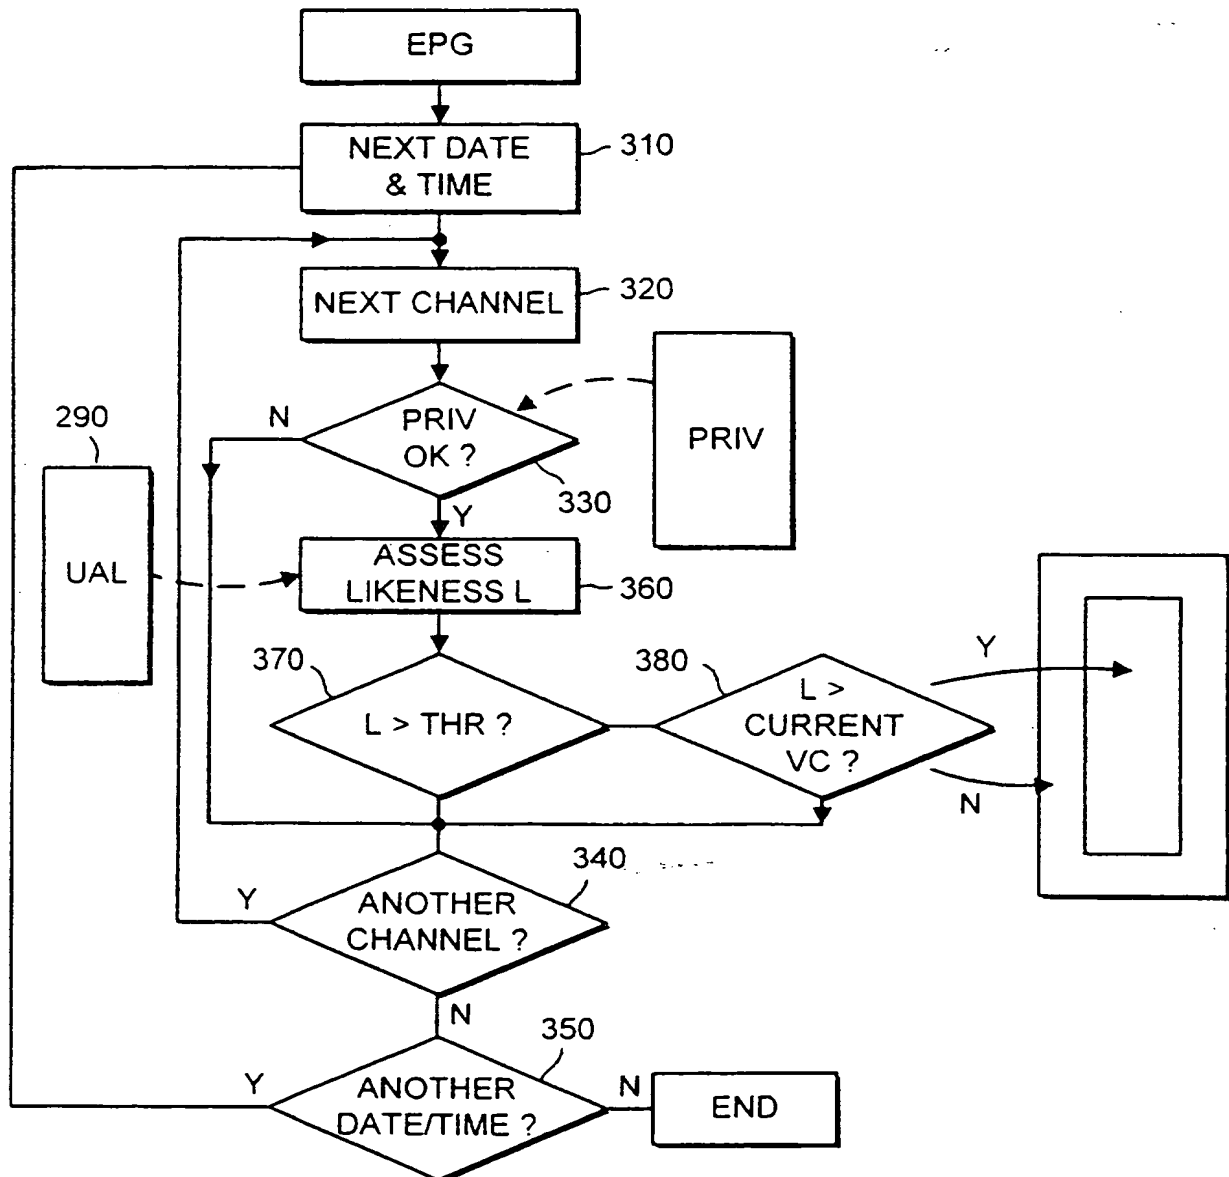 EPG
NEXT DATE
& TIME
310
NEXT CHANNEL
320
PRIV
OK ?
N
Y
330
PRIV
290
UAL
ASSESS
LIKENESS L
360
370
L > THR ?
380
L >
CURRENT
VC ?
Y
N
340
ANOTHER
CHANNEL ?
Y
N
350
ANOTHER
DATE/TIME ?
Y
N
END